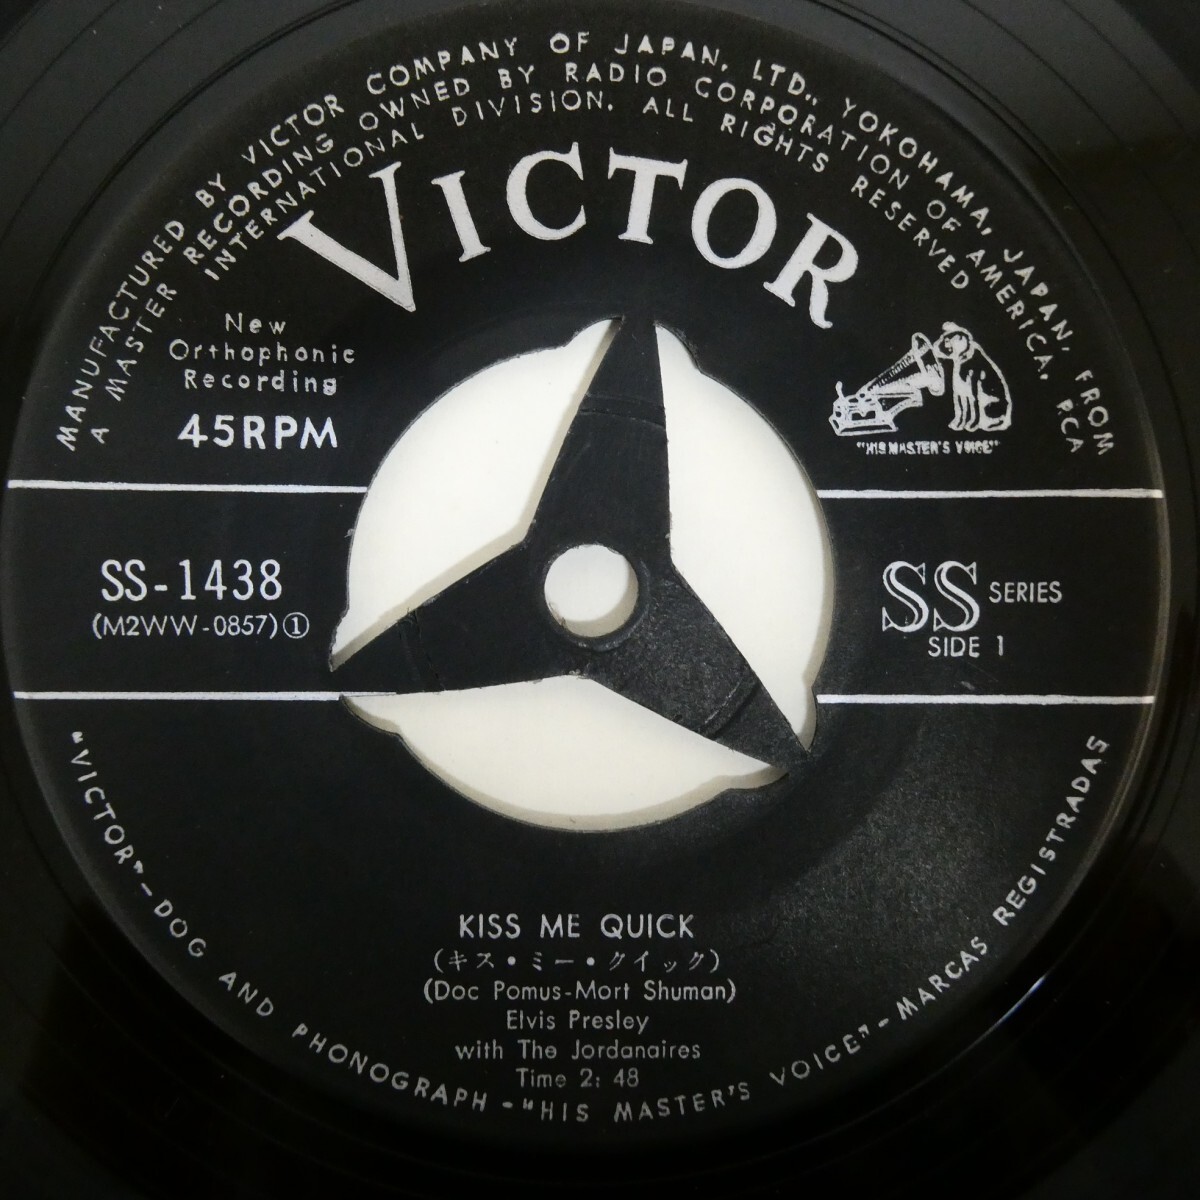 MANUFACTURED BY VICTOR COMPANY OF JAPAN, LTD., YOKOHAMA, JAPAN, FROM
A MASTER RECORDING OWNED BY RADIO CORPORATION OF AMERICA, RCA
INTERNATIONAL DIVISION. ALL RIGHTS RESERVED
VICTOR
New
Orthophonic
Recording
45RPM
"HIS MASTER'S VOICE"
SS-1438
(M2WW-0857)①
SS SERIES
SIDE 1
KISS ME QUICK
(キス・ミー・クイック)
(Doc Pomus-Mort Shuman)
Elvis Presley
with The Jordanaires
Time 2: 48
"VICTOR"-DOG AND PHONOGRAPH-"HIS MASTER'S VOICE"-MARCAS REGISTRADAS